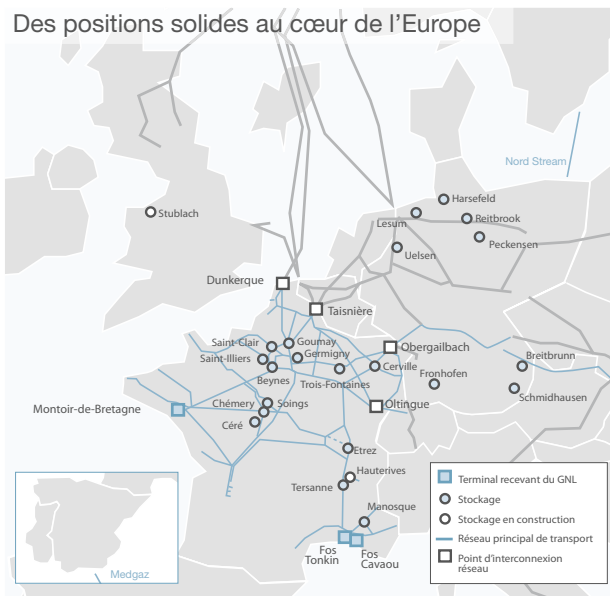 Des positions solides au cœur de l'Europe
Nord Stream
Harsefeld
Lesum
Reitbrook
Stublach
Peckensen
Uelsen
Dunkerque
Taisnière
Saint-Clair
Gournay
Obergailbach
Saint-Illiers
Germigny
Cerville
Breitbrunn
Beynes
Trois-Fontaines
Fronhofen
Schmidhausen
Chémery
Soings
Oltingue
Montoir-de-Bretagne
Céré
Etrez
Hauterives
Tersanne
Manosque
Fos
Tonkin
Fos
Cavaou
Medgaz
Terminal recevant du GNL
Stockage
Stockage en construction
Réseau principal de transport
Point d'interconnexion
réseau